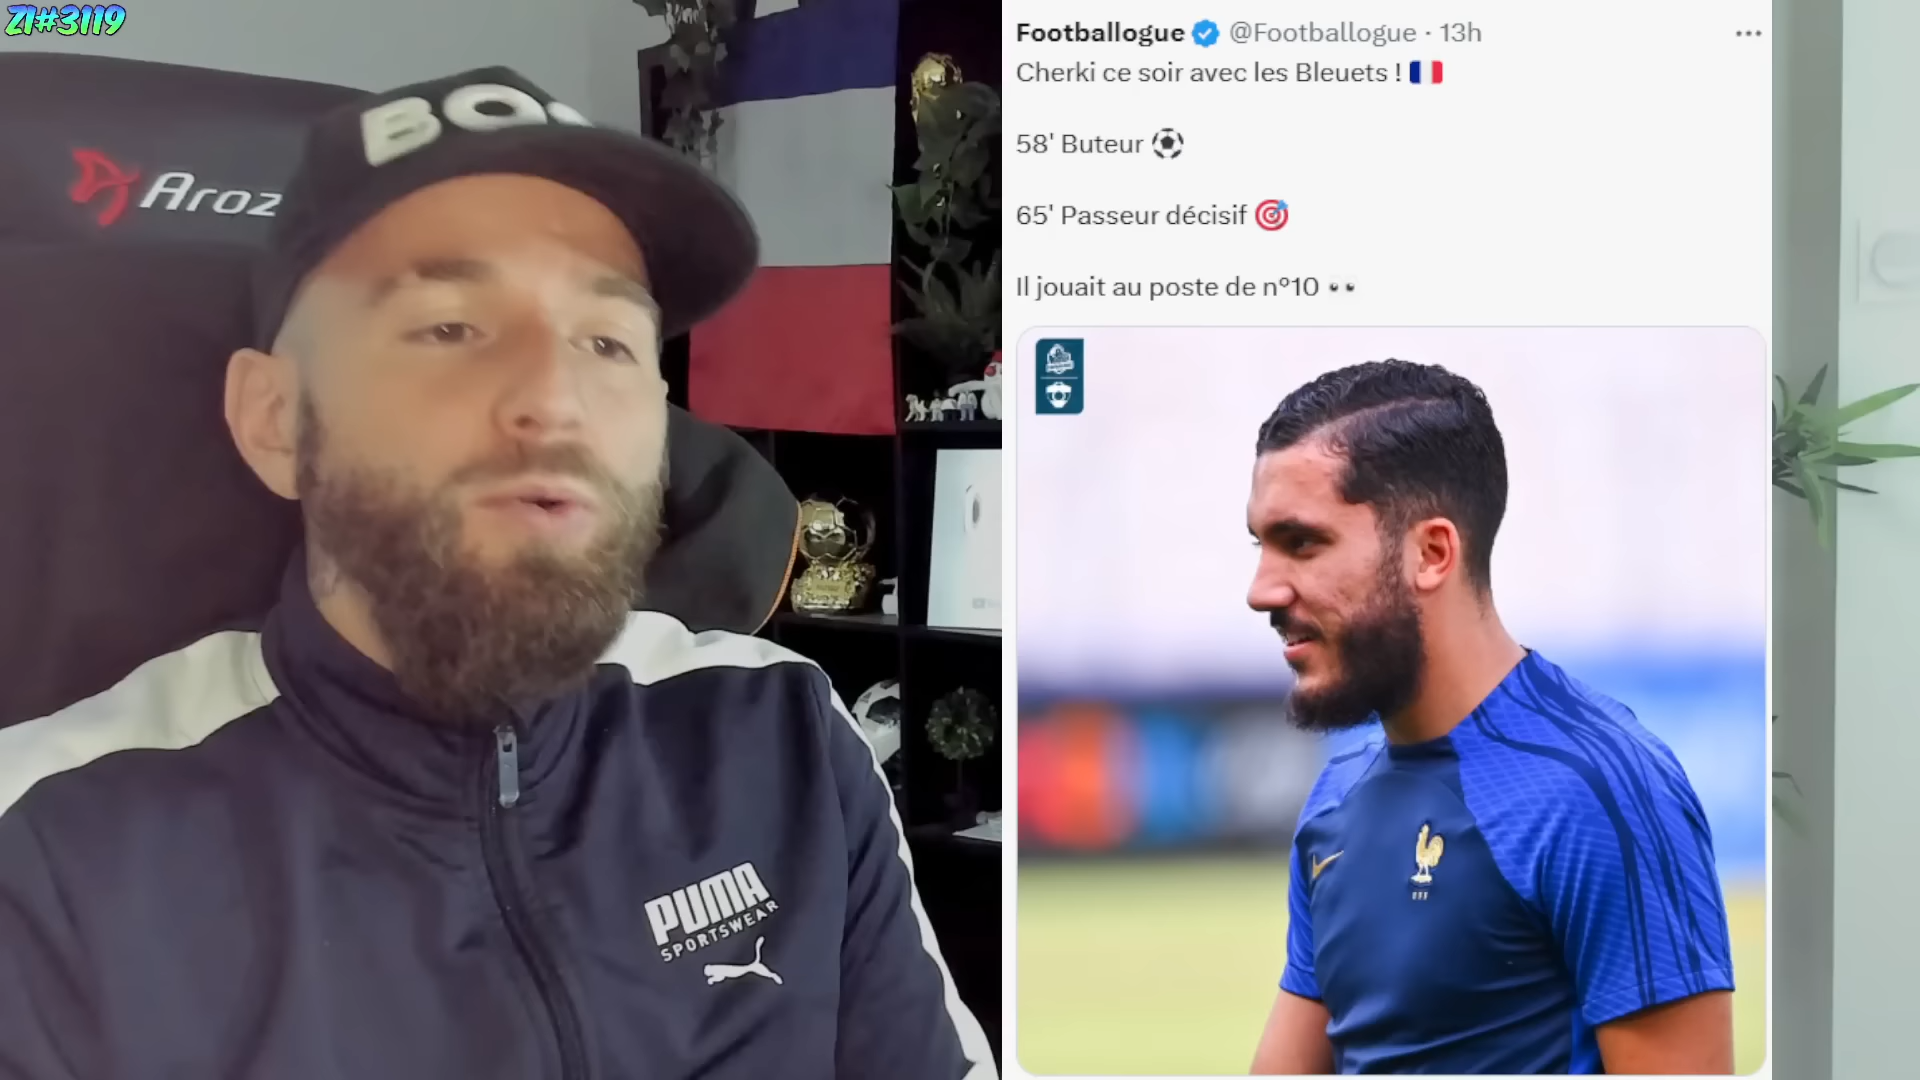 ZI#3119
BO
Aroz
PUMA
SPORTSWEAR
Footballogue @Footballogue · 13h
Cherki ce soir avec les Bleuets ! 🇫🇷
58' Buteur ⚽
65' Passeur décisif 🎯
Il jouait au poste de n°10 👀
FFF